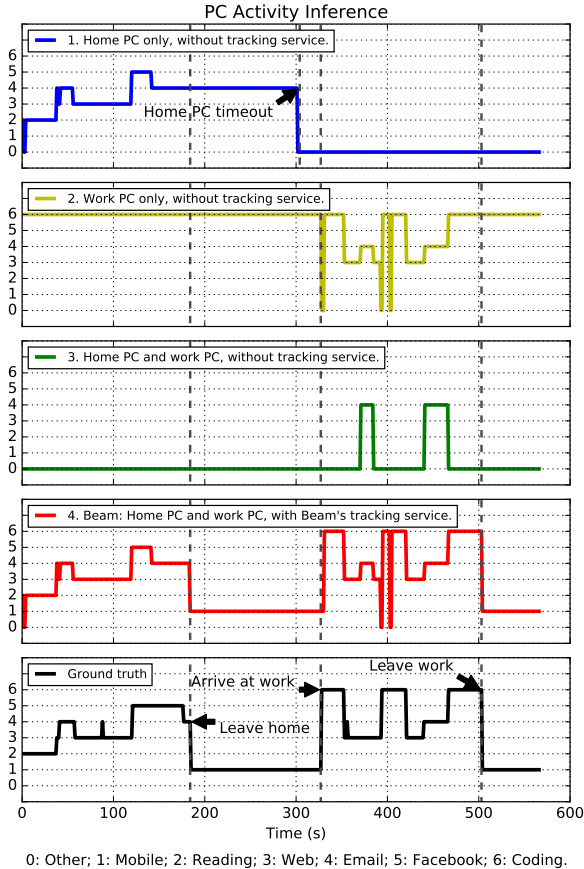 PC Activity Inference
1. Home PC only, without tracking service.
6
5
4
3
2
1
0
Home PC timeout
2. Work PC only, without tracking service.
6
5
4
3
2
1
0
3. Home PC and work PC, without tracking service.
6
5
4
3
2
1
0
4. Beam: Home PC and work PC, with Beam's tracking service.
6
5
4
3
2
1
0
Ground truth
Leave work
Arrive at work
Leave home
6
5
4
3
2
1
0
0 100 200 300 400 500 600
Time (s)
0: Other; 1: Mobile; 2: Reading; 3: Web; 4: Email; 5: Facebook; 6: Coding.